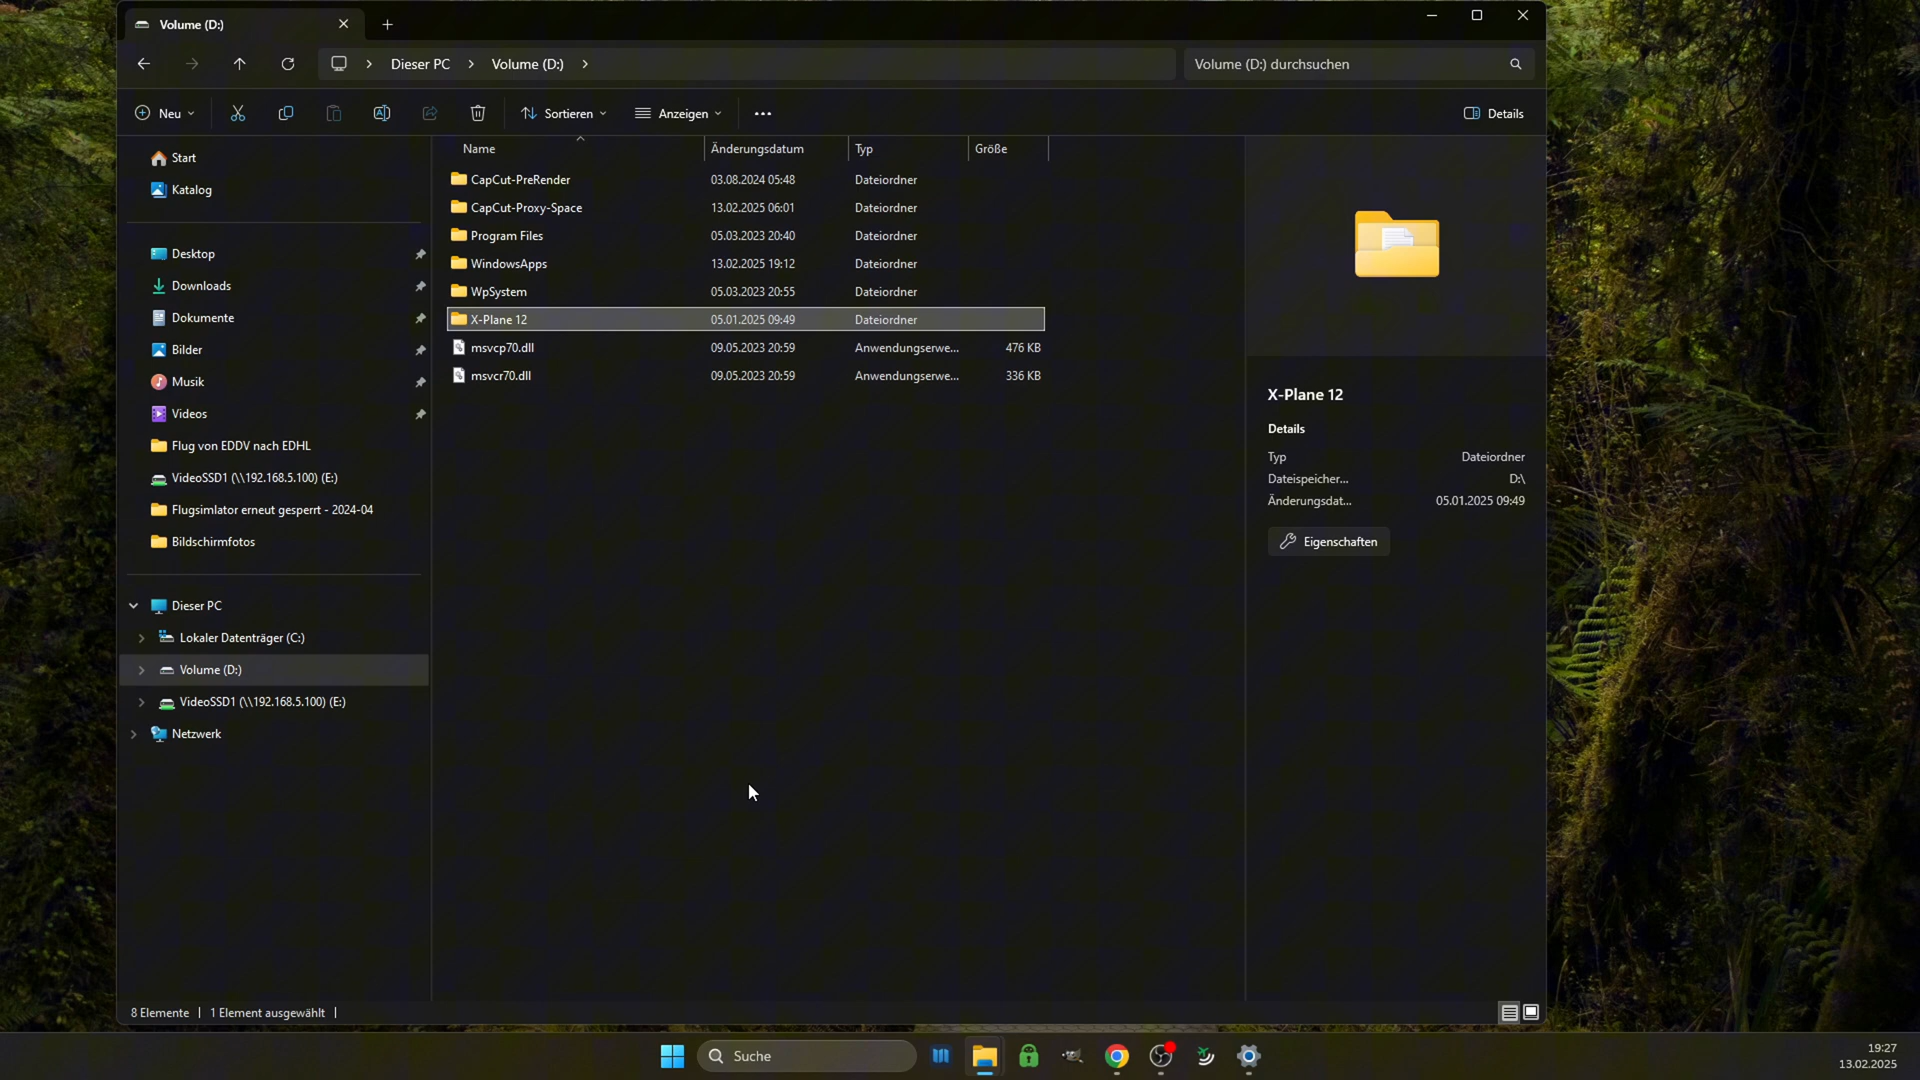 Volume (D:)
Dieser PC > Volume (D:) >
Volume (D:) durchsuchen
Neu
Sortieren
Anzeigen
Details
Start
Katalog
Desktop
Downloads
Dokumente
Bilder
Musik
Videos
Flug von EDDV nach EDHL
VideoSSD1 (\\192.168.5.100) (E:)
Flugsimlator erneut gesperrt - 2024-04
Bildschirmfotos
Dieser PC
Lokaler Datenträger (C:)
Volume (D:)
VideoSSD1 (\\192.168.5.100) (E:)
Netzwerk
Name Änderungsdatum Typ Größe
CapCut-PreRender 03.08.2024 05:48 Dateiordner
CapCut-Proxy-Space 13.02.2025 06:01 Dateiordner
Program Files 05.03.2023 20:40 Dateiordner
WindowsApps 13.02.2025 19:12 Dateiordner
WpSystem 05.03.2023 20:55 Dateiordner
X-Plane 12 05.01.2025 09:49 Dateiordner
msvcp70.dll 09.05.2023 20:59 Anwendungserwe... 476 KB
msvcr70.dll 09.05.2023 20:59 Anwendungserwe... 336 KB
X-Plane 12
Details
Typ Dateiordner
Dateispeicher... D:\
Änderungsdat... 05.01.2025 09:49
Eigenschaften
8 Elemente | 1 Element ausgewählt |
Suche
19:27
13.02.2025